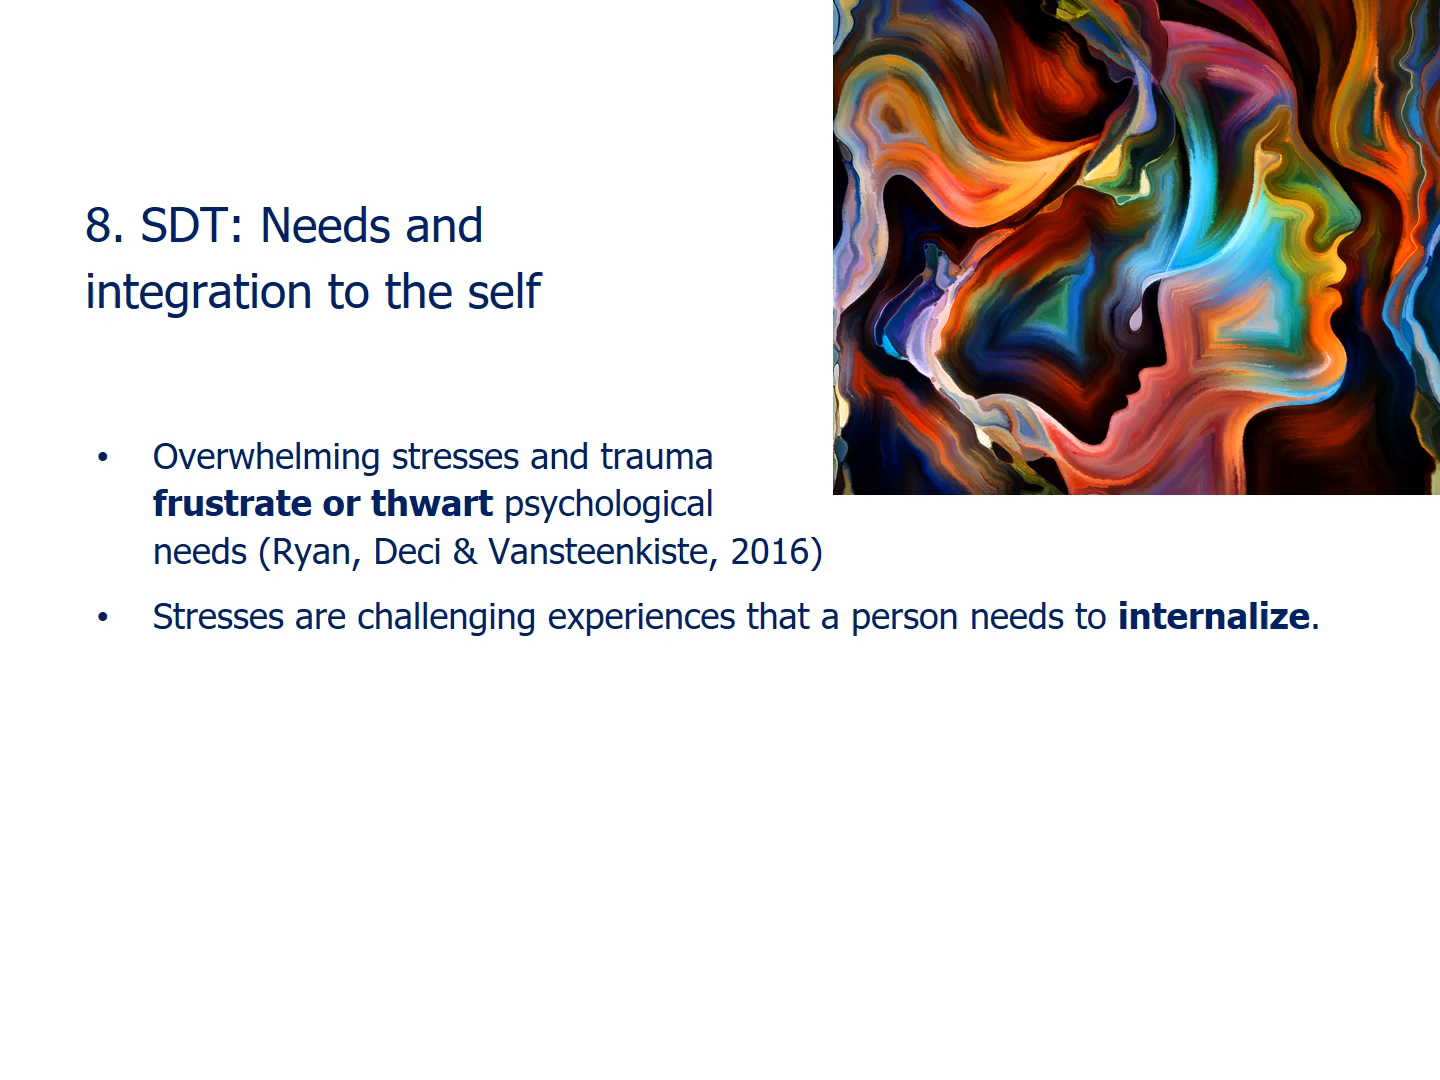 8. SDT: Needs and
integration to the self
• Overwhelming stresses and trauma
frustrate or thwart psychological
needs (Ryan, Deci & Vansteenkiste, 2016)
• Stresses are challenging experiences that a person needs to internalize.